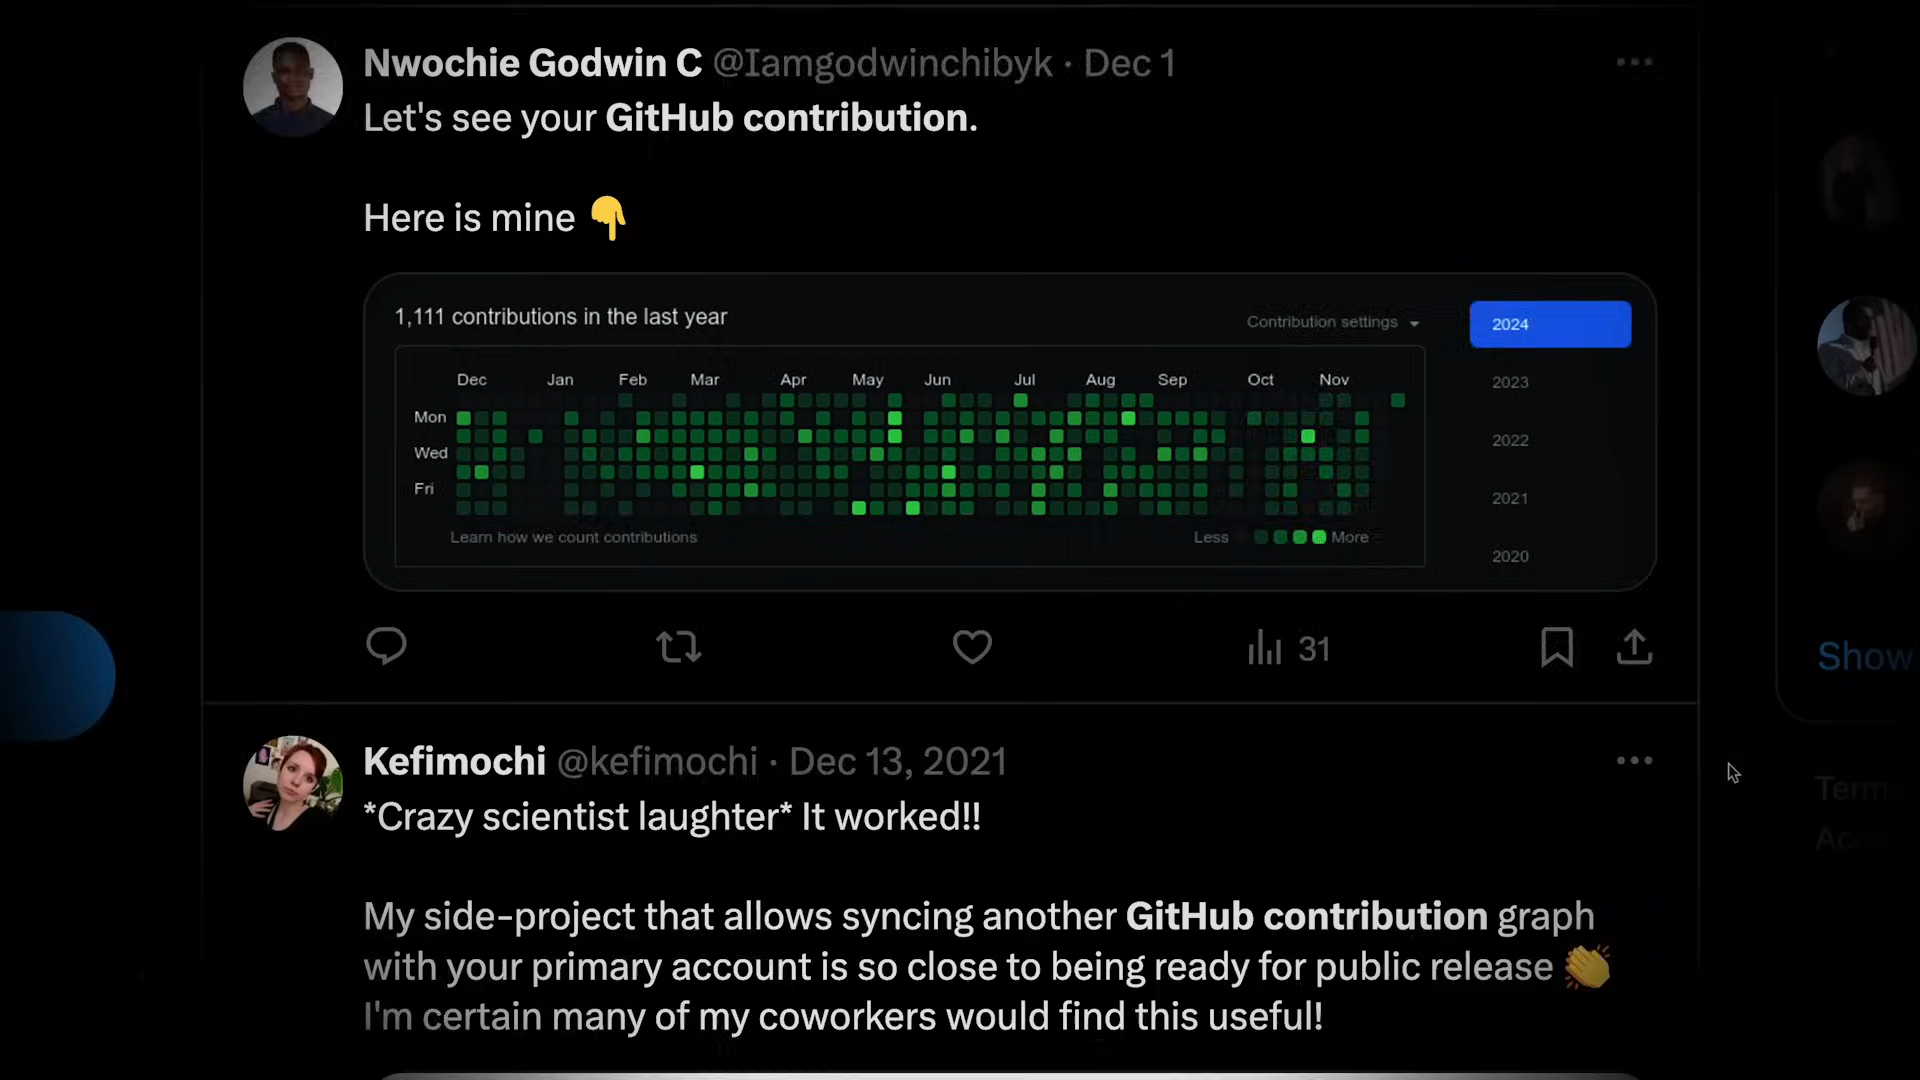 Nwochie Godwin C @Iamgodwinchibyk · Dec 1
Let's see your GitHub contribution.
Here is mine 👇
1,111 contributions in the last year
Contribution settings
2024
Dec Jan Feb Mar Apr May Jun Jul Aug Sep Oct Nov
2023
Mon
2022
Wed
Fri
2021
Learn how we count contributions
Less More
2020
31
Show
Kefimochi @kefimochi · Dec 13, 2021
*Crazy scientist laughter* It worked!!
Term
My side-project that allows syncing another GitHub contribution graph
with your primary account is so close to being ready for public release 👏
I'm certain many of my coworkers would find this useful!